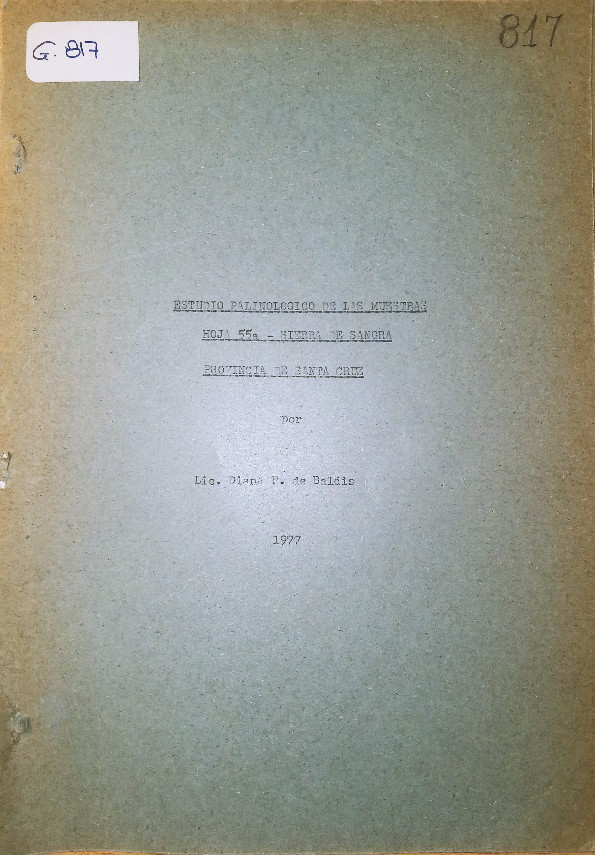 G. 817
817
ESTUDIO PALINOLOGICO DE LAS MUESTRAS
HOJA 55a - SIERRA DE SANGRA
PROVINCIA DE SANTA CRUZ
por
Lic. Diana P. de Baldis
1977